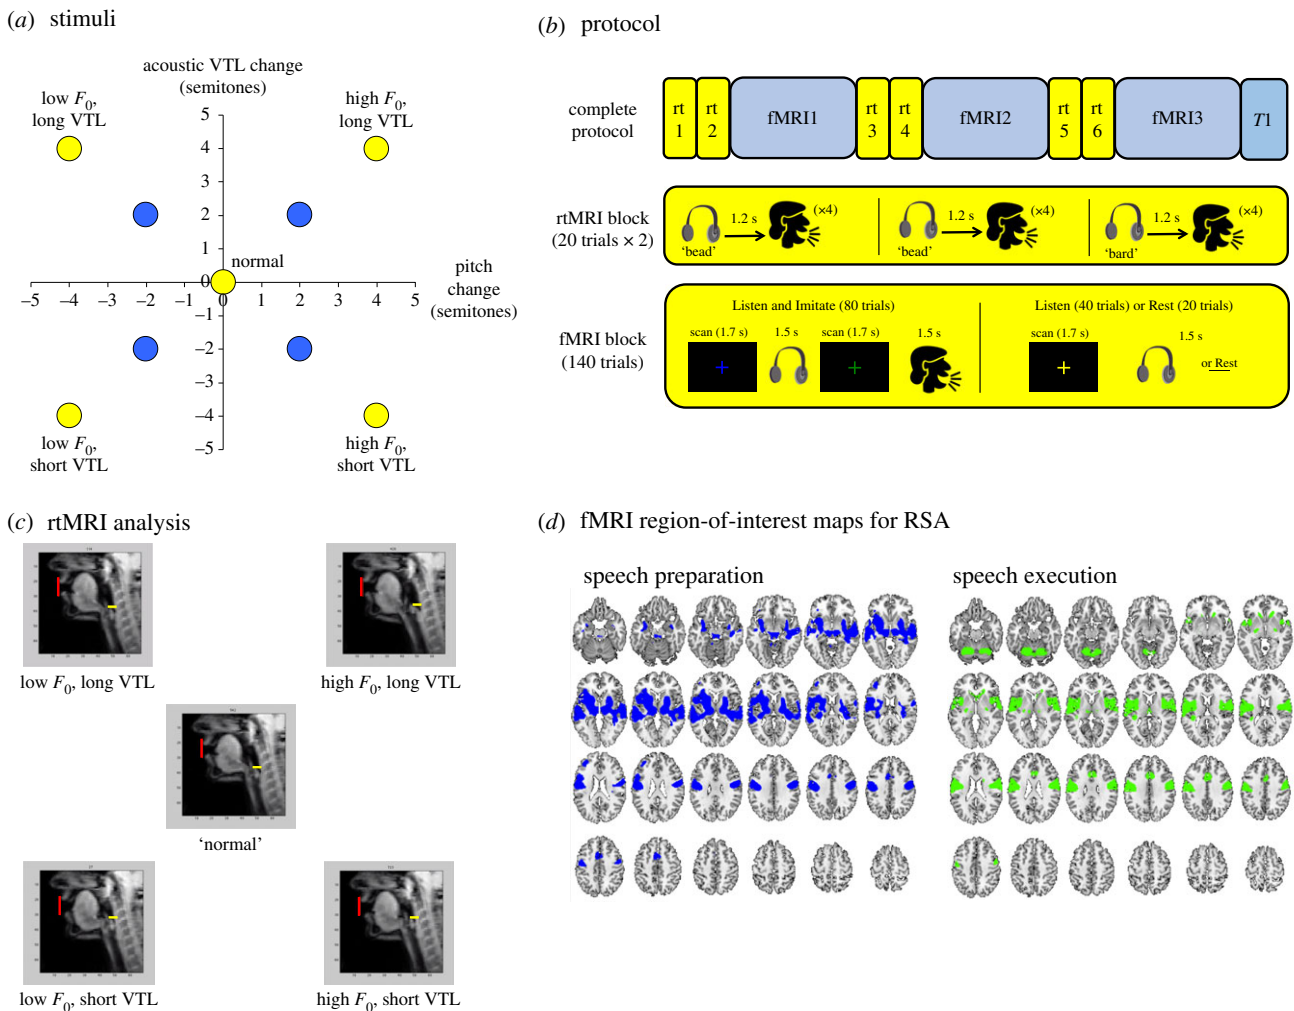 (a) stimuli
acoustic VTL change
(semitones)
low F0,
long VTL
high F0,
long VTL
5
4
3
2
1
0
normal
–5 –4 –3 –2 –1 0 1 2 3 4 5
pitch
change
(semitones)
–1
–2
–3
–4
–5
low F0,
short VTL
high F0,
short VTL
(b) protocol
complete
protocol
rt
1
rt
2
fMRI1
rt
3
rt
4
fMRI2
rt
5
rt
6
fMRI3
T1
rtMRI block
(20 trials × 2)
1.2 s
(×4)
'bead'
1.2 s
(×4)
'bead'
1.2 s
(×4)
'bard'
fMRI block
(140 trials)
Listen and Imitate (80 trials)
scan (1.7 s)
1.5 s
scan (1.7 s)
1.5 s
Listen (40 trials) or Rest (20 trials)
scan (1.7 s)
1.5 s
or Rest
(c) rtMRI analysis
low F0, long VTL
high F0, long VTL
'normal'
low F0, short VTL
high F0, short VTL
(d) fMRI region-of-interest maps for RSA
speech preparation
speech execution